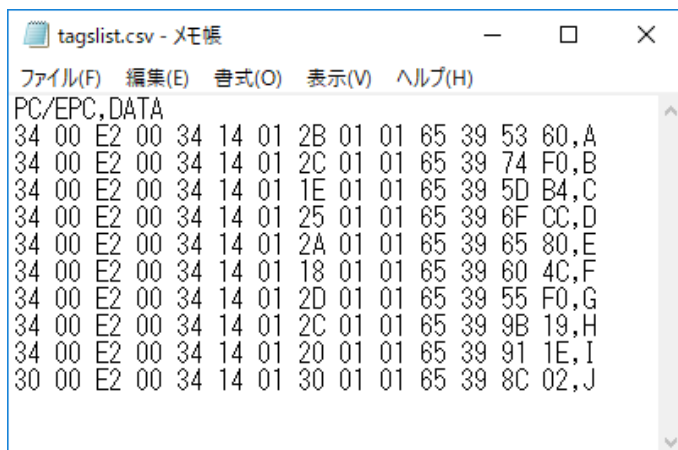 tagslist.csv - メモ帳
ファイル(F) 編集(E) 書式(O) 表示(V) ヘルプ(H)
PC/EPC,DATA
34 00 E2 00 34 14 01 2B 01 01 65 39 53 60,A
34 00 E2 00 34 14 01 2C 01 01 65 39 74 F0,B
34 00 E2 00 34 14 01 1E 01 01 65 39 5D B4,C
34 00 E2 00 34 14 01 25 01 01 65 39 6F CC,D
34 00 E2 00 34 14 01 2A 01 01 65 39 65 80,E
34 00 E2 00 34 14 01 18 01 01 65 39 60 4C,F
34 00 E2 00 34 14 01 2D 01 01 65 39 55 F0,G
34 00 E2 00 34 14 01 2C 01 01 65 39 9B 19,H
34 00 E2 00 34 14 01 20 01 01 65 39 91 1E,I
30 00 E2 00 34 14 01 30 01 01 65 39 8C 02,J